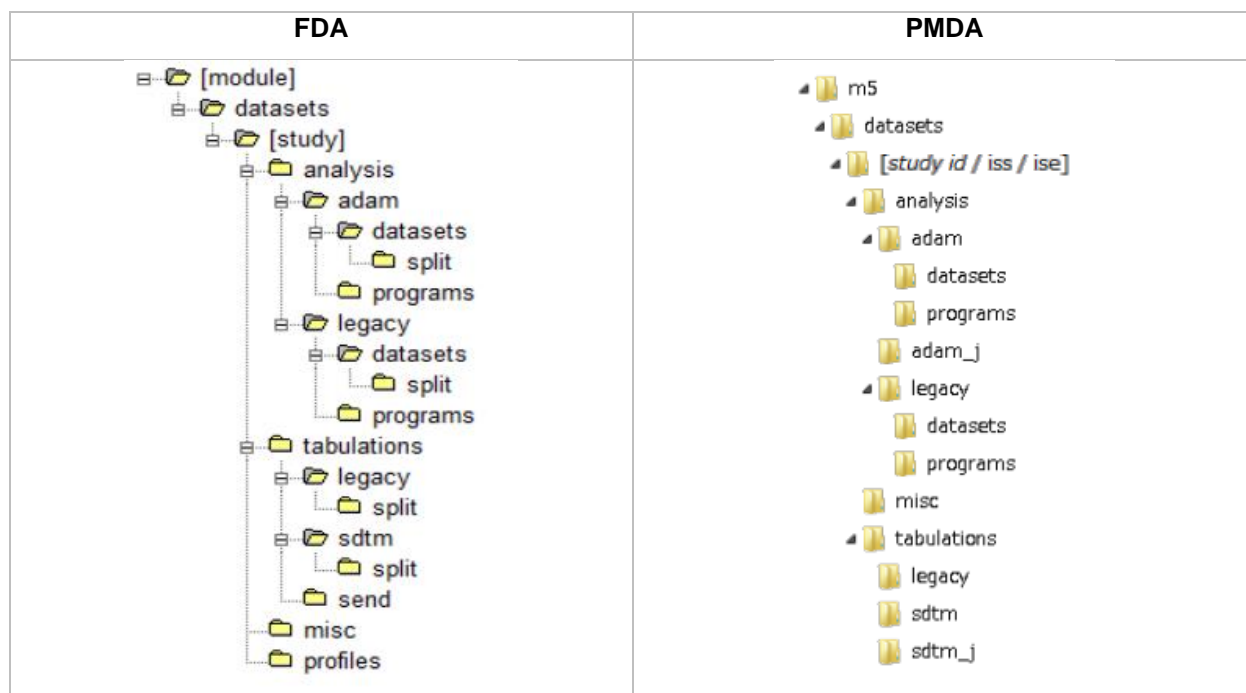 FDA
PMDA
[module]
datasets
[study]
analysis
adam
datasets
split
programs
legacy
datasets
split
programs
tabulations
legacy
split
sdtm
split
send
misc
profiles
m5
datasets
[study id / iss / ise]
analysis
adam
datasets
programs
adam_j
legacy
datasets
programs
misc
tabulations
legacy
sdtm
sdtm_j